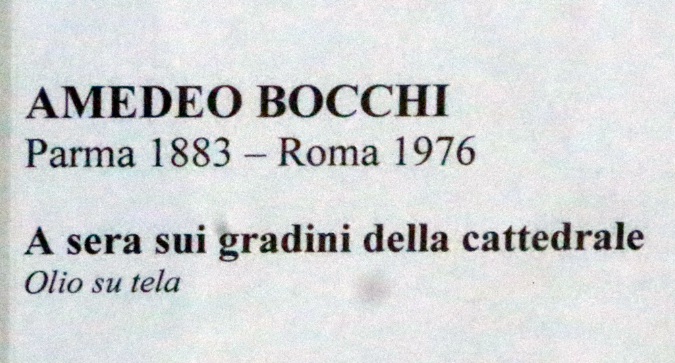 AMEDEO BOCCHI
Parma 1883 – Roma 1976
A sera sui gradini della cattedrale
Olio su tela